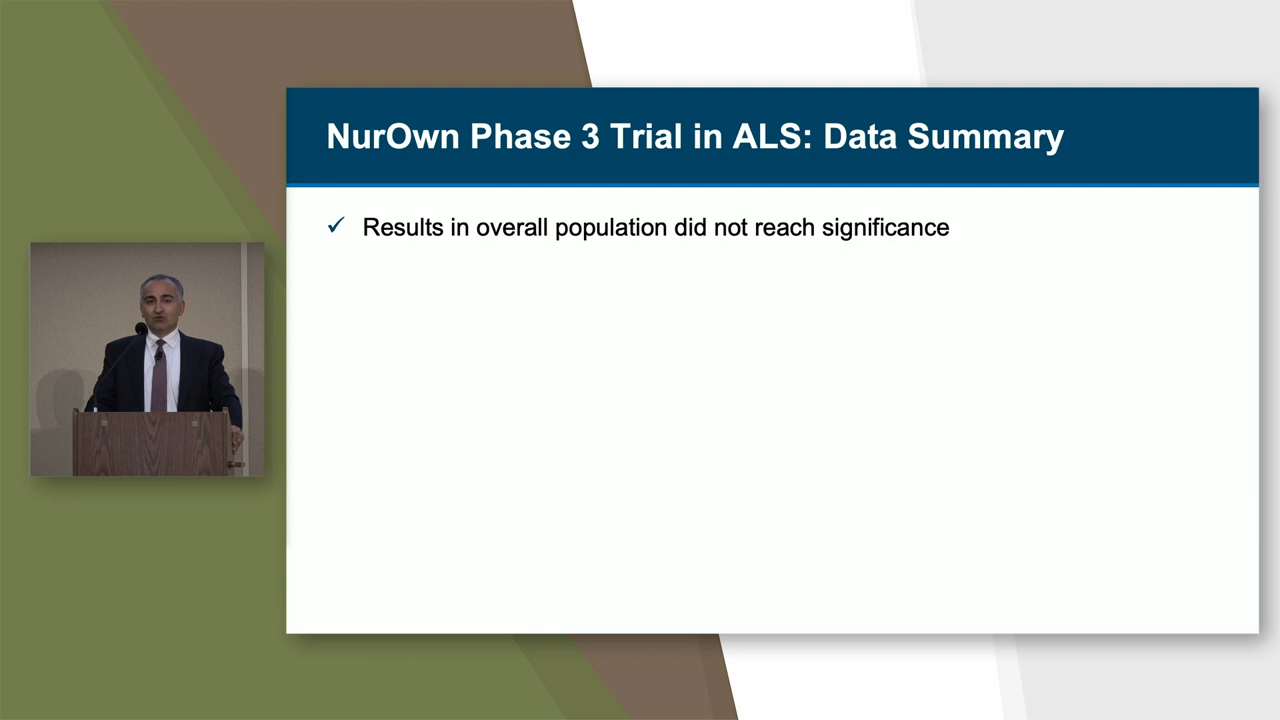 NurOwn Phase 3 Trial in ALS: Data Summary
✓ Results in overall population did not reach significance